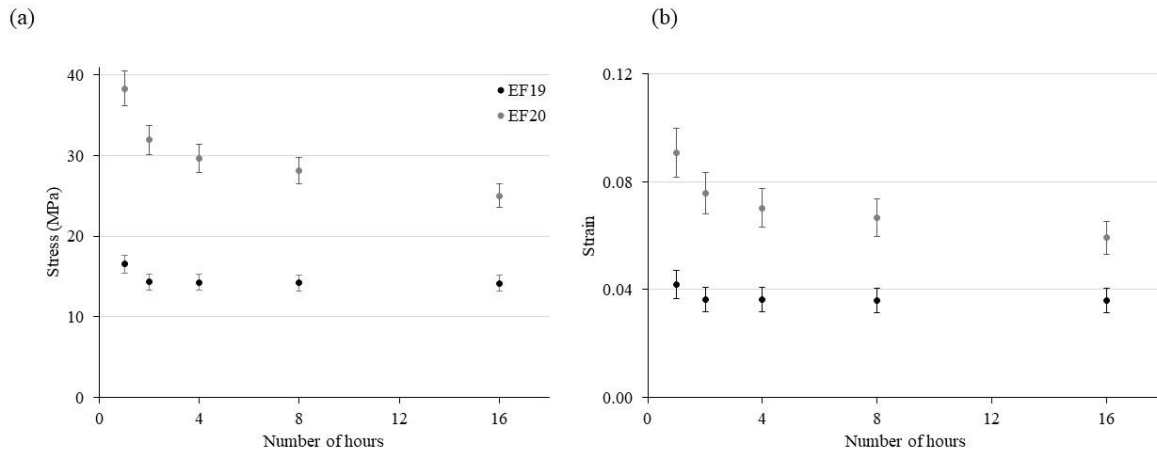 (a)
(b)
40
30
20
10
0
Stress (MPa)
EF19
EF20
0 4 8 12 16
Number of hours
0.12
0.08
0.04
0.00
Strain
0 4 8 12 16
Number of hours